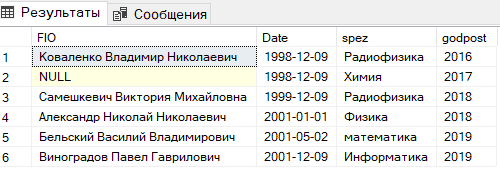 Результаты Сообщения
FIO Date spez godpost
1 Коваленко Владимир Николаевич 1998-12-09 Радиофизика 2016
2 NULL 1998-12-09 Химия 2017
3 Самешкевич Виктория Михайловна 1999-12-09 Радиофизика 2018
4 Александр Николай Николаевич 2001-01-01 Физика 2018
5 Бельский Василий Владимирович 2001-05-02 математика 2019
6 Виноградов Павел Гаврилович 2001-12-09 Информатика 2019